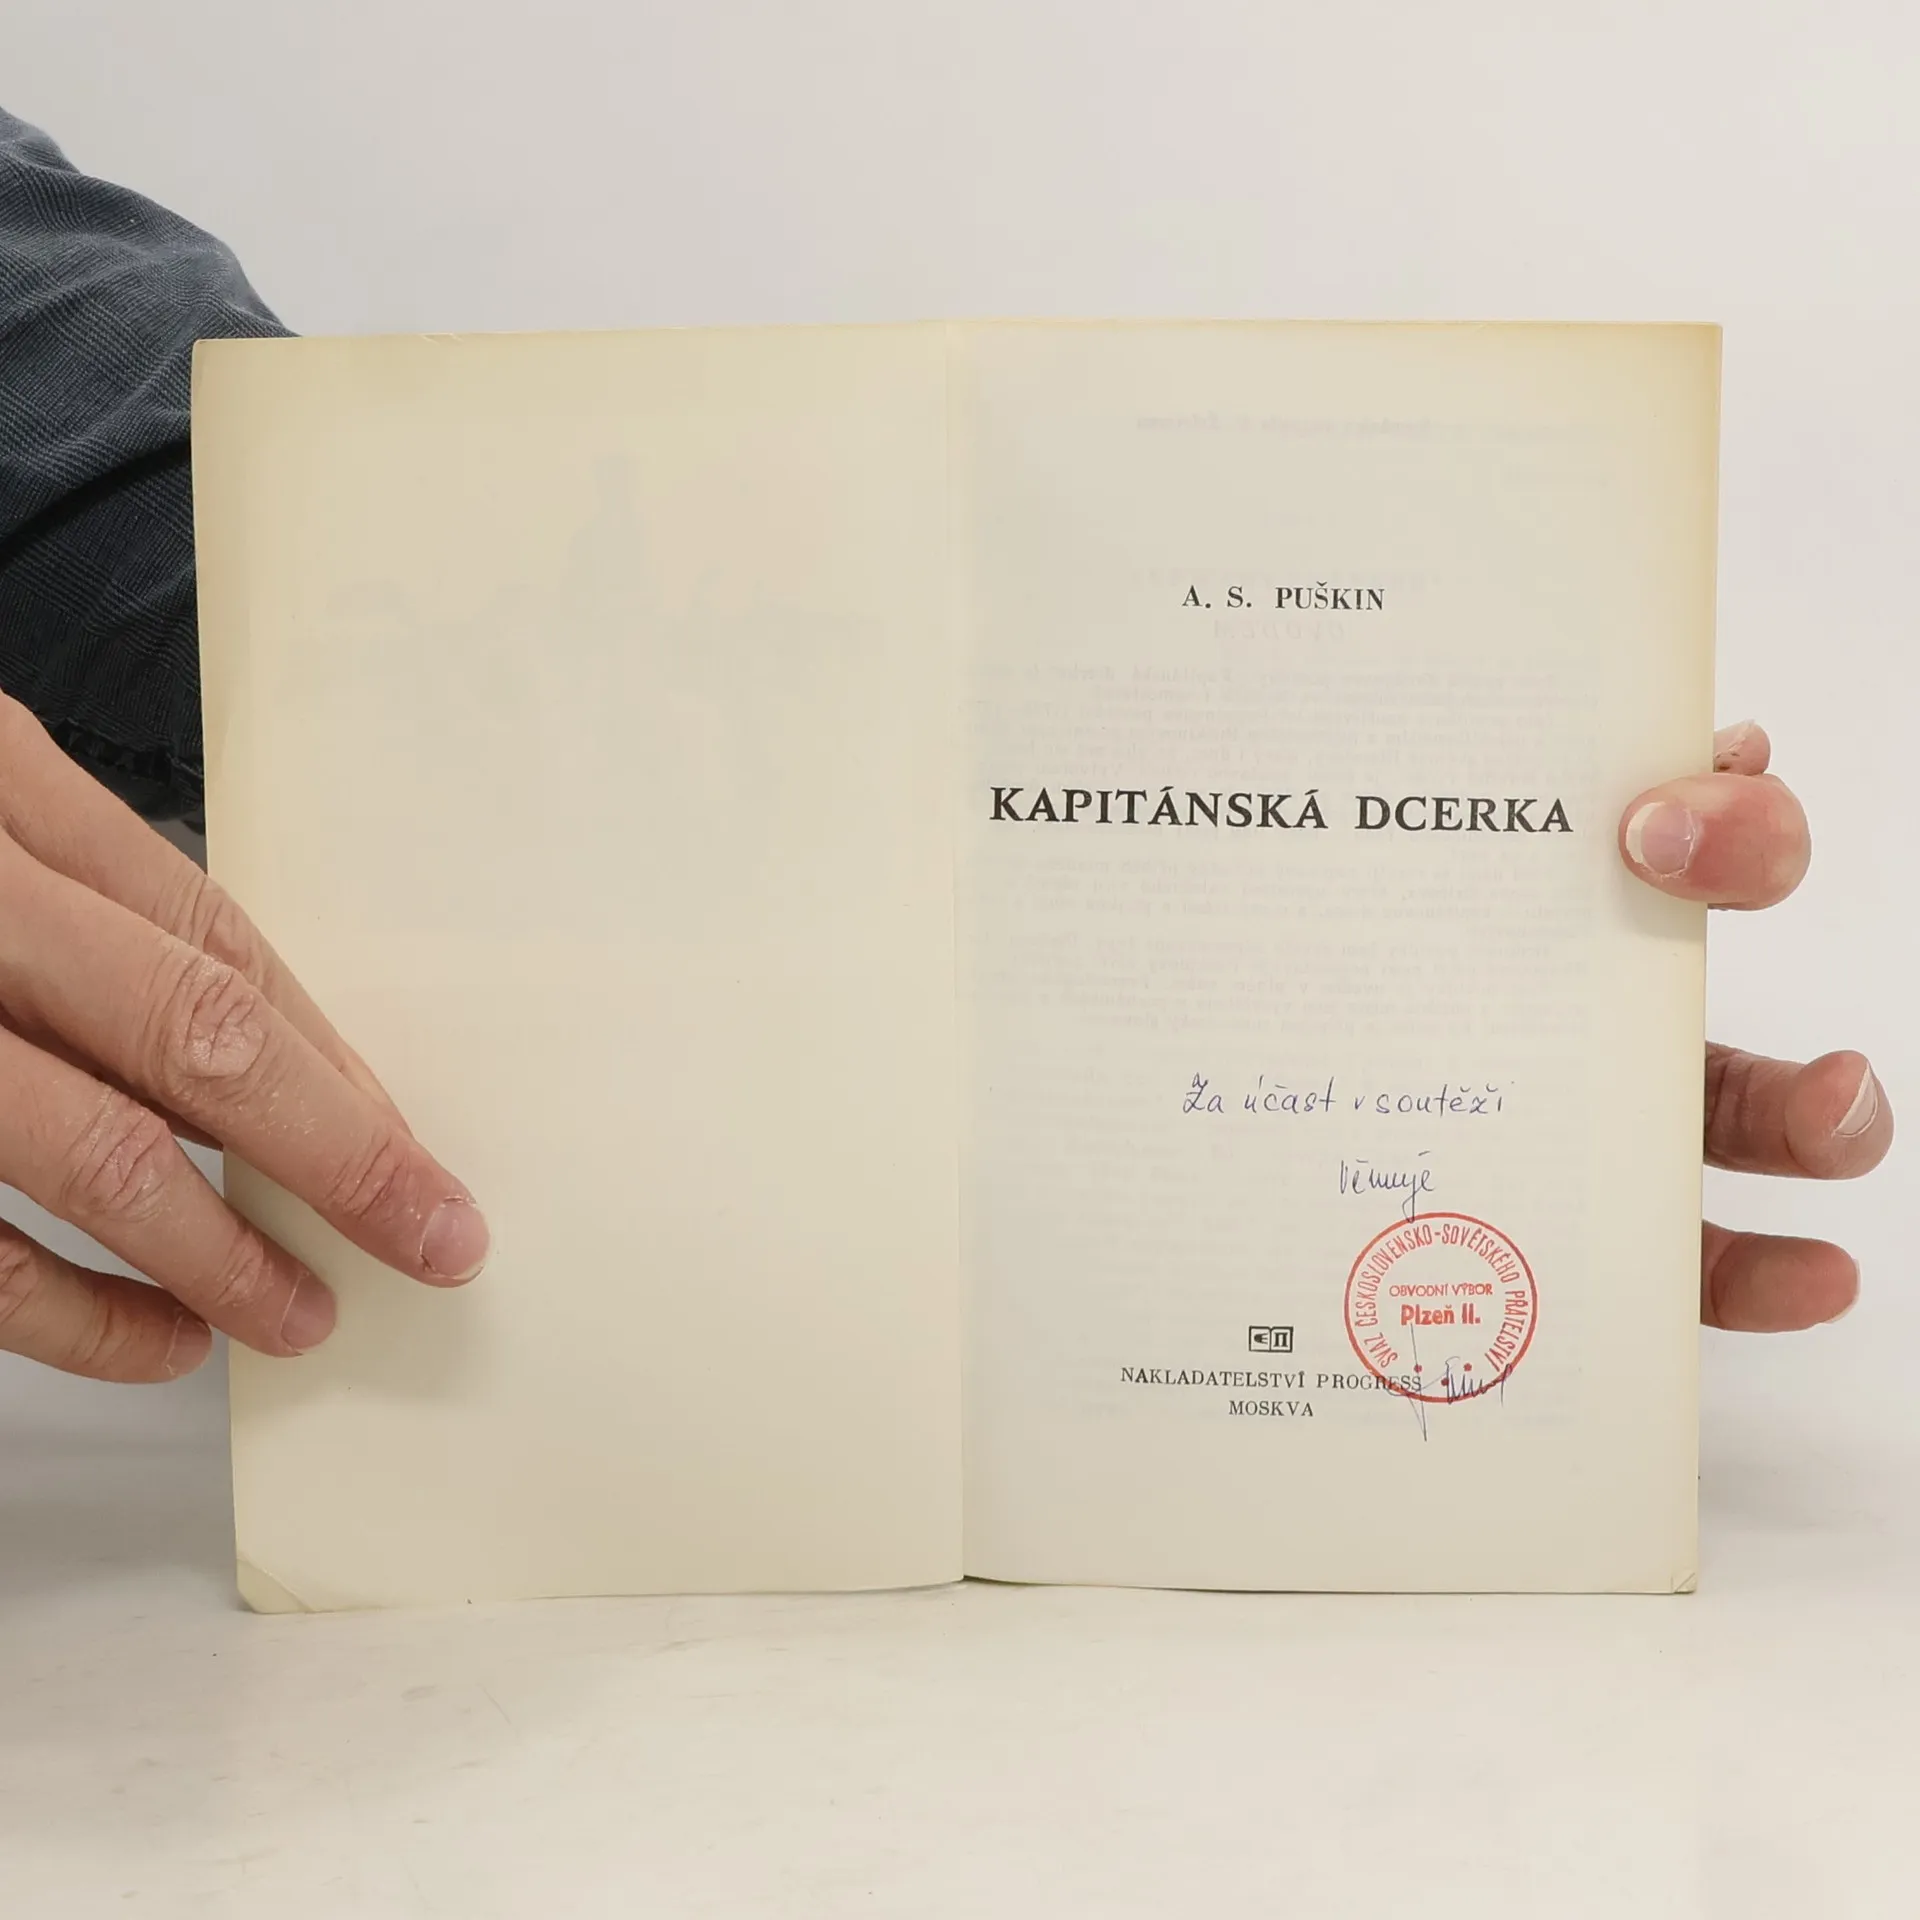 A. S. PUŠKIN
KAPITÁNSKÁ DCERKA
Za účast v soutěži
věnuje
SVAZ ČESKOSLOVENSKO-SOVĚTSKÉHO PŘÁTELSTVÍ
OBVODNÍ VÝBOR
Plzeň II.
NAKLADATELSTVÍ PROGRESS
MOSKVA